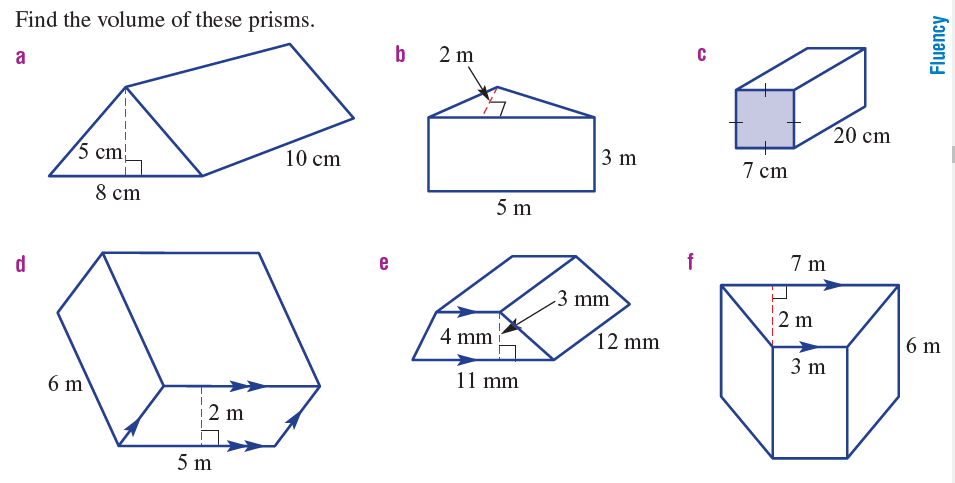 Find the volume of these prisms.
Fluency
a
5 cm
8 cm
10 cm
b
2 m
3 m
5 m
c
20 cm
7 cm
d
6 m
2 m
5 m
e
3 mm
4 mm
12 mm
11 mm
f
7 m
2 m
3 m
6 m